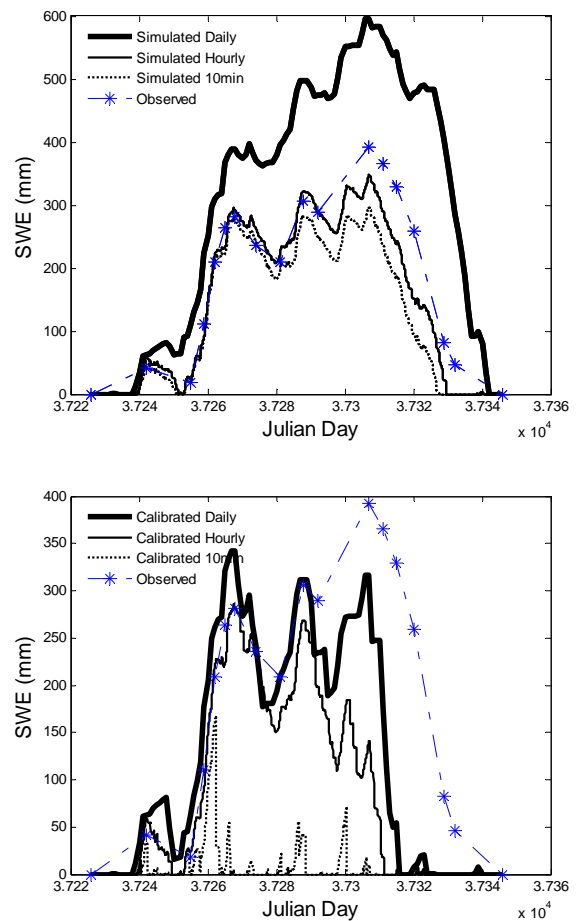 600
500
400
300
200
100
0
SWE (mm)
Simulated Daily
Simulated Hourly
Simulated 10min
Observed
3.722 3.724 3.726 3.728 3.73 3.732 3.734 3.736
Julian Day
x 10^4
400
350
300
250
200
150
100
50
0
SWE (mm)
Calibrated Daily
Calibrated Hourly
Calibrated 10min
Observed
3.722 3.724 3.726 3.728 3.73 3.732 3.734 3.736
Julian Day
x 10^4